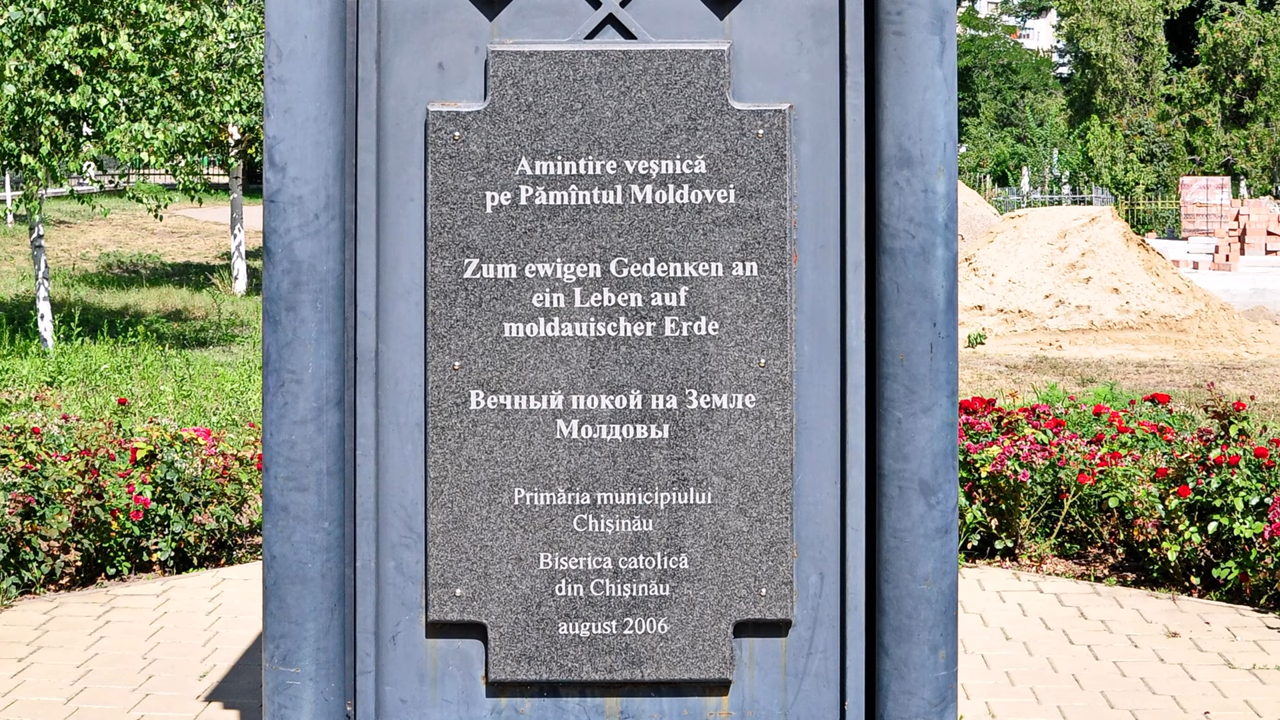 Amintire veşnică
pe Pămîntul Moldovei
Zum ewigen Gedenкen an
ein Leben auf
moldauischer Erde
Вечный покой на Земле
Молдовы
Primăria municipiului
Chişinău
Biserica catolică
din Chişinău
august 2006